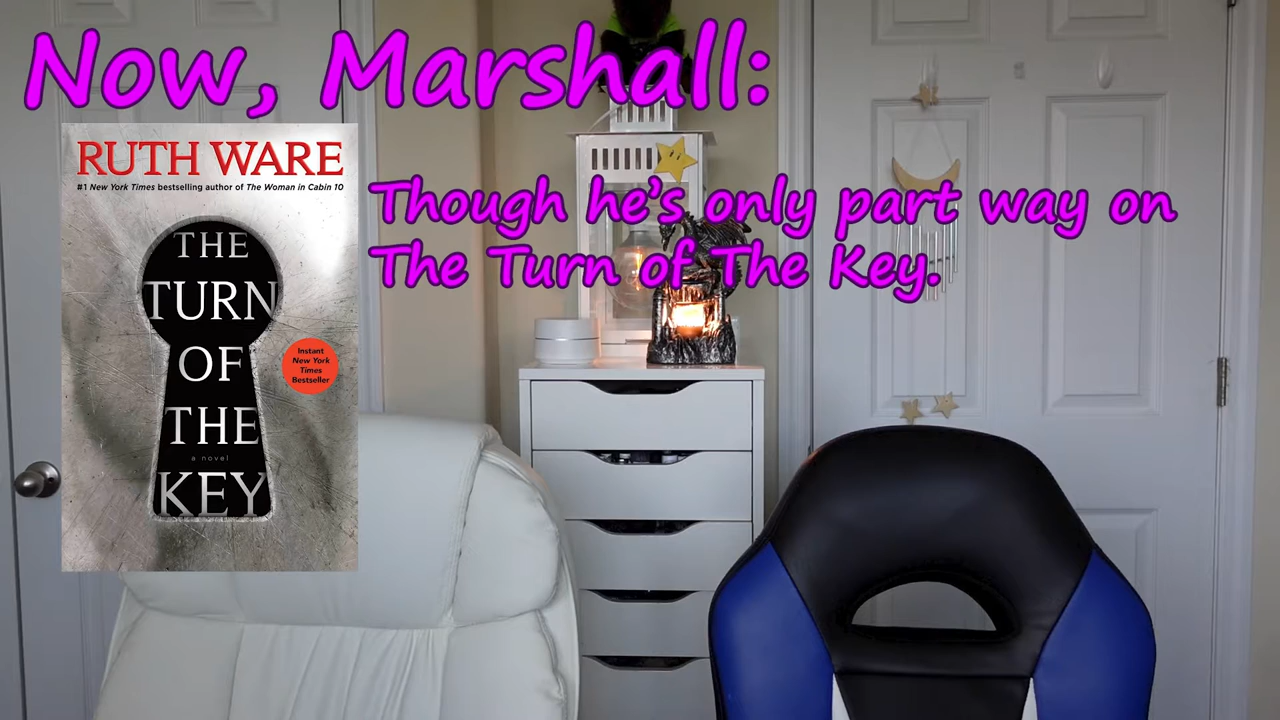 Now, Marshall:
RUTH WARE
#1 New York Times bestselling author of The Woman in Cabin 10
Though he's only part way on
The Turn of The Key.
THE
TURN
OF
THE
a novel
KEY
Instant
New York
Times
Bestseller